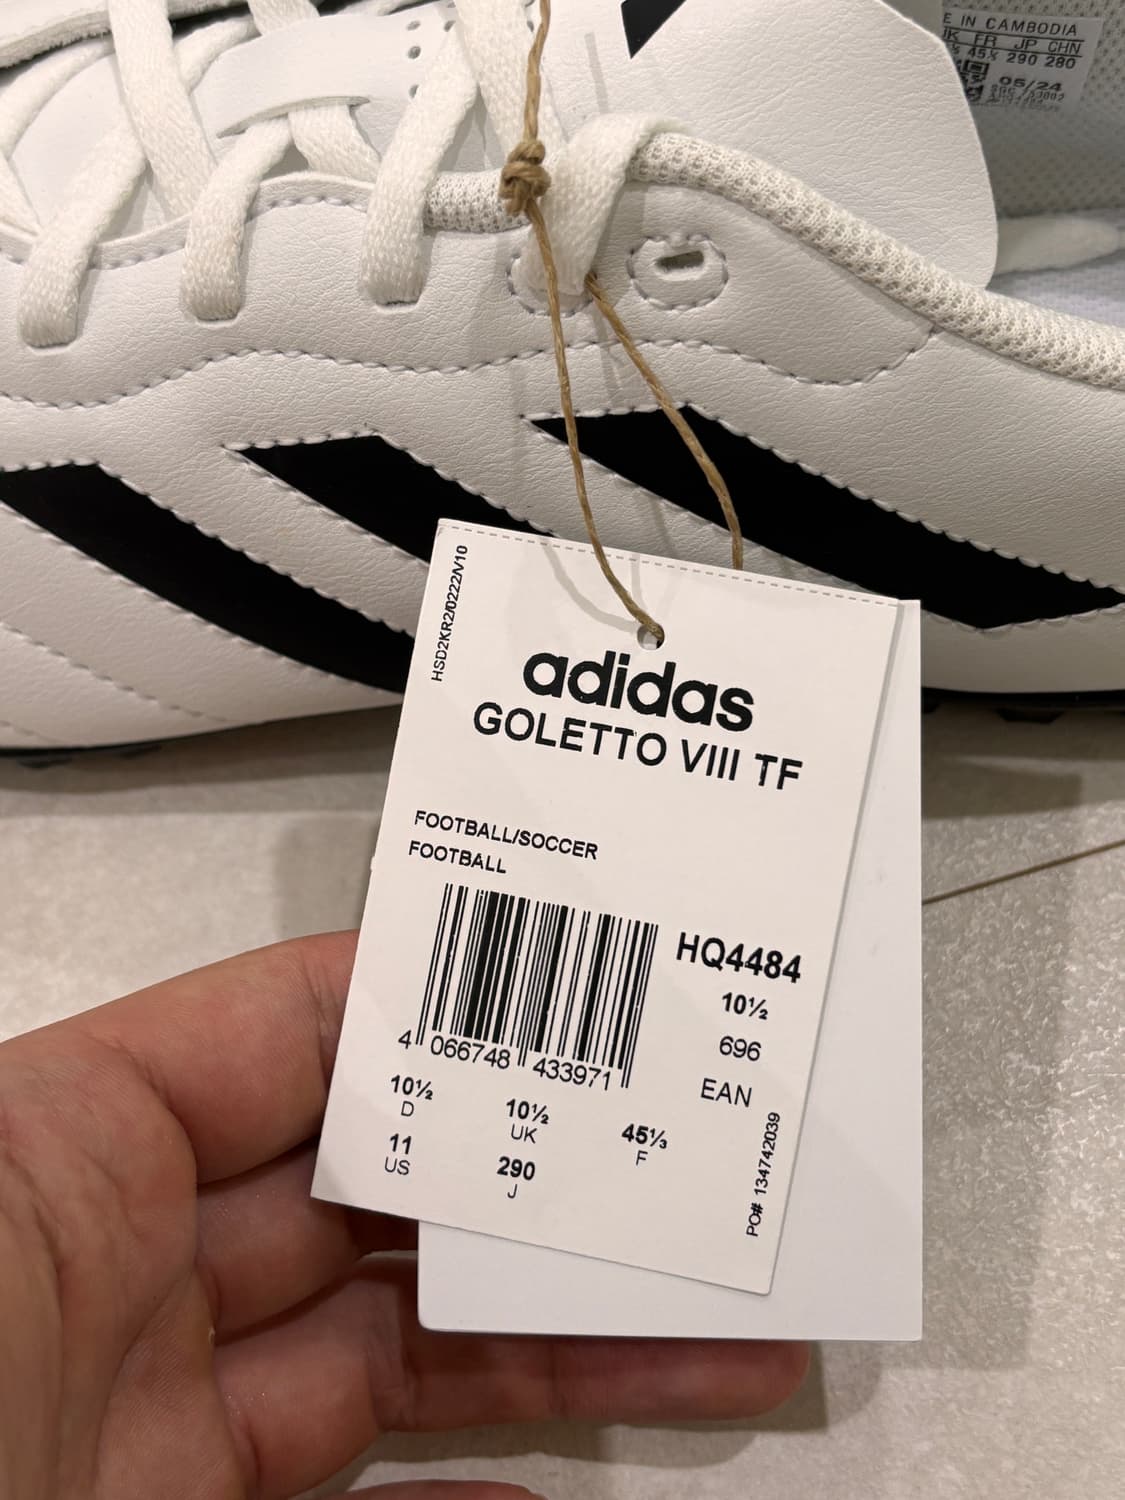 E IN CAMBODIA
FR JP CHN
45⅓ 290 280
05/24
HSD2KR2/0222/V10
adidas
GOLETTO VIII TF
FOOTBALL/SOCCER
FOOTBALL
HQ4484
10½
696
EAN
4 066748 433971
10½ 10½ 45⅓
D UK F
11 290
US J
PO# 134742039